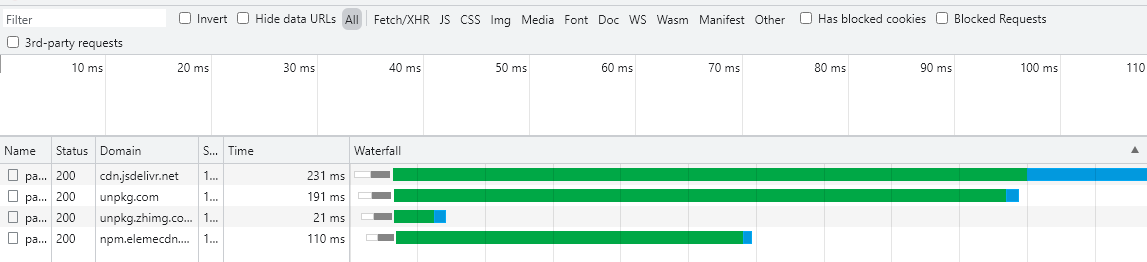 Filter Invert Hide data URLs All Fetch/XHR JS CSS Img Media Font Doc WS Wasm Manifest Other Has blocked cookies Blocked Requests
3rd-party requests
10 ms 20 ms 30 ms 40 ms 50 ms 60 ms 70 ms 80 ms 90 ms 100 ms 110
Name Status Domain S... Time Waterfall
pa... 200 cdn.jsdelivr.net 1... 231 ms
pa... 200 unpkg.com 1... 191 ms
pa... 200 unpkg.zhimg.co... 1... 21 ms
pa... 200 npm.elemecdn.... 1... 110 ms